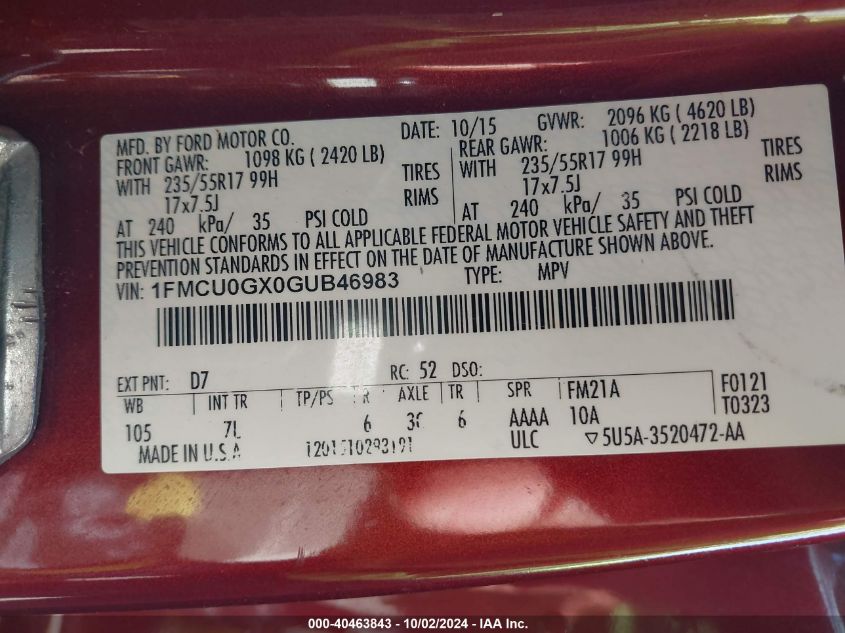 MFD. BY FORD MOTOR CO. DATE: 10/15 GVWR: 2096 KG ( 4620 LB)
FRONT GAWR: 1098 KG ( 2420 LB) REAR GAWR: 1006 KG ( 2218 LB)
WITH 235/55R17 99H TIRES WITH 235/55R17 99H TIRES
17x7.5J RIMS 17x7.5J RIMS
AT 240 kPa/ 35 PSI COLD AT 240 kPa/ 35 PSI COLD
THIS VEHICLE CONFORMS TO ALL APPLICABLE FEDERAL MOTOR VEHICLE SAFETY AND THEFT
PREVENTION STANDARDS IN EFFECT ON THE DATE OF MANUFACTURE SHOWN ABOVE.
VIN: 1FMCU0GX0GUB46983 TYPE: MPV
EXT PNT: D7 RC: 52 DSO:
WB INT TR TP/PS R AXLE TR SPR FM21A F0121
105 6 6 AAAA 10A T0323
MADE IN U.S.A ULC 5U5A-3520472-AA
000-40463843 - 10/02/2024 - IAA Inc.